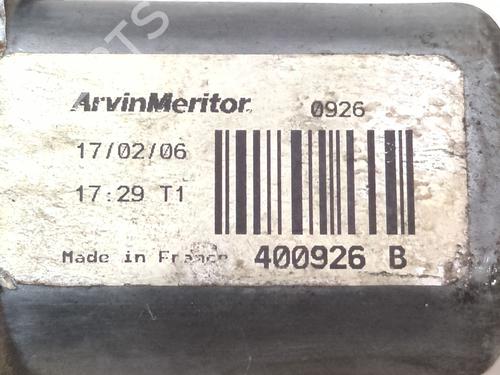 ArvinMeritor 0926
17/02/06
17:29 T1
Made in France 400926 B